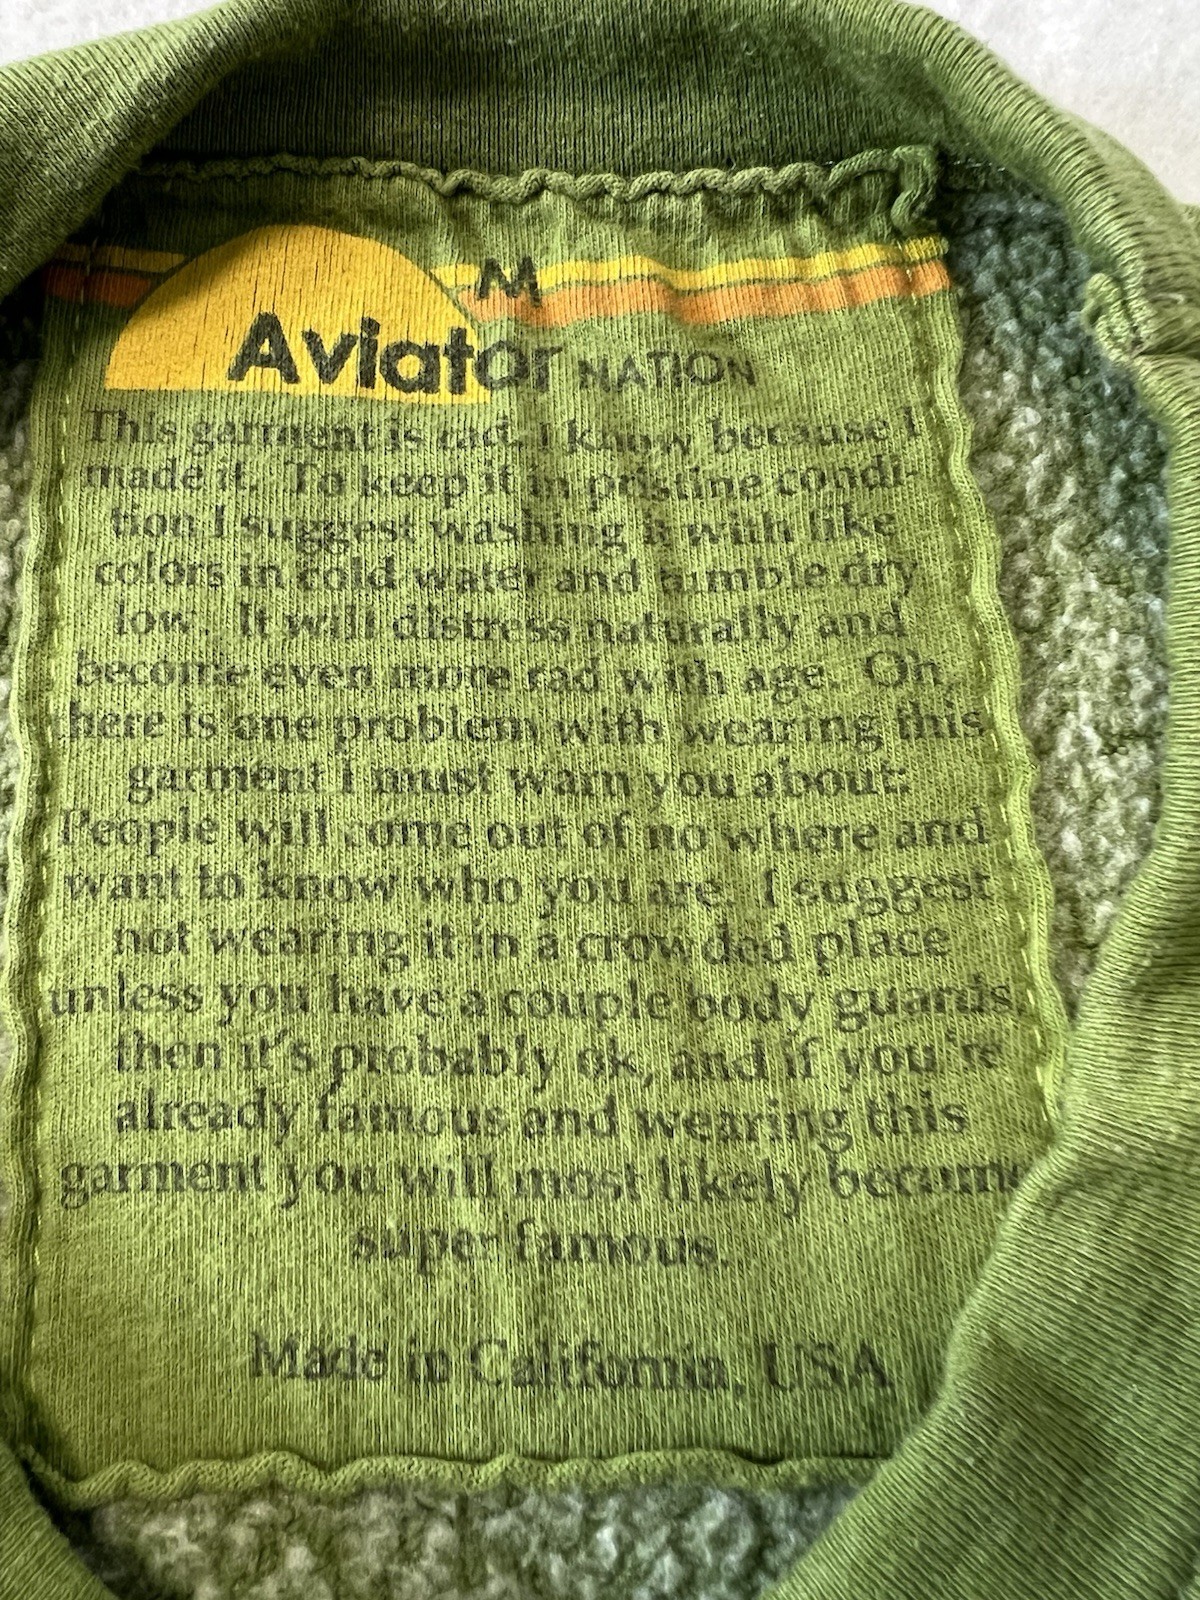 M
Aviator NATION
This garment is rad. I know because I
made it. To keep it in pristine condi-
tion I suggest washing it with like
colors in cold water and tumble dry
low. It will distress naturally and
become even more rad with age. Oh,
there is one problem with wearing this
garment I must warn you about:
People will come out of no where and
want to know who you are. I suggest
not wearing it in a crowded place
unless you have a couple body guards,
then it's probably ok, and if you're
already famous and wearing this
garment you will most likely become
super famous.
Made in California, USA